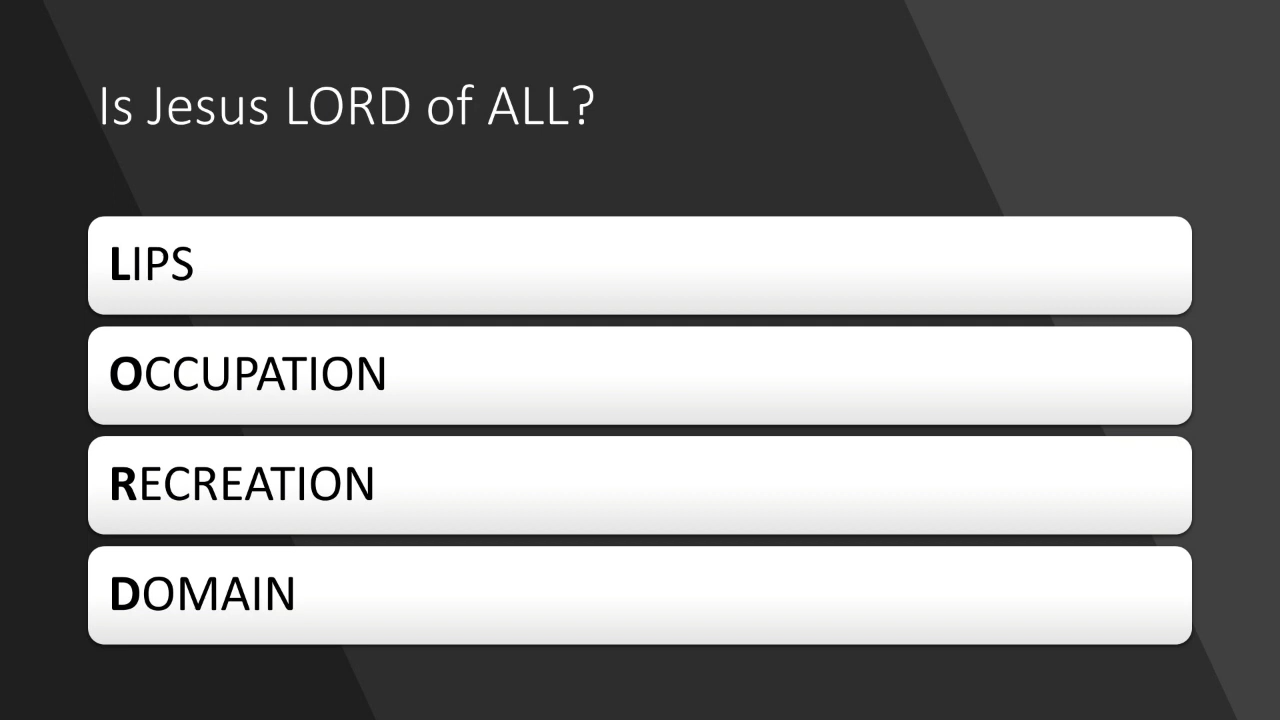 Is Jesus LORD of ALL?
LIPS
OCCUPATION
RECREATION
DOMAIN